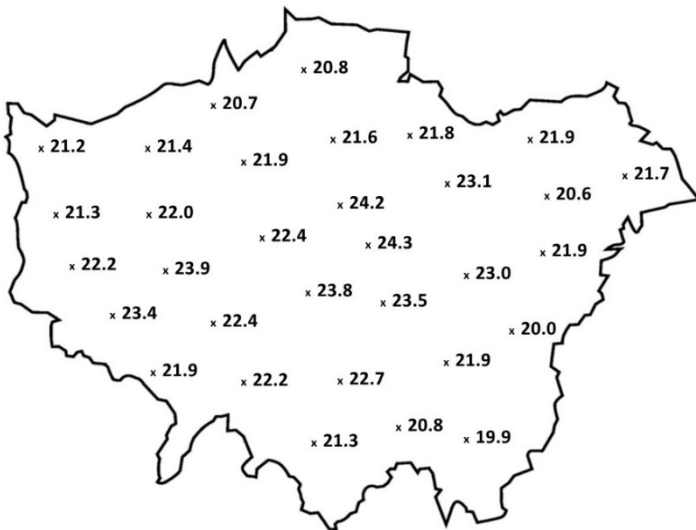 x 20.8
x 20.7
x 21.6
x 21.8
x 21.9
x 21.2
x 21.4
x 21.9
x 21.7
x 23.1
x 20.6
x 24.2
x 21.3
x 22.0
x 22.4
x 24.3
x 21.9
x 22.2
x 23.9
x 23.0
x 23.8
x 23.5
x 23.4
x 22.4
x 20.0
x 21.9
x 21.9
x 22.2
x 22.7
x 20.8
x 21.3
x 19.9